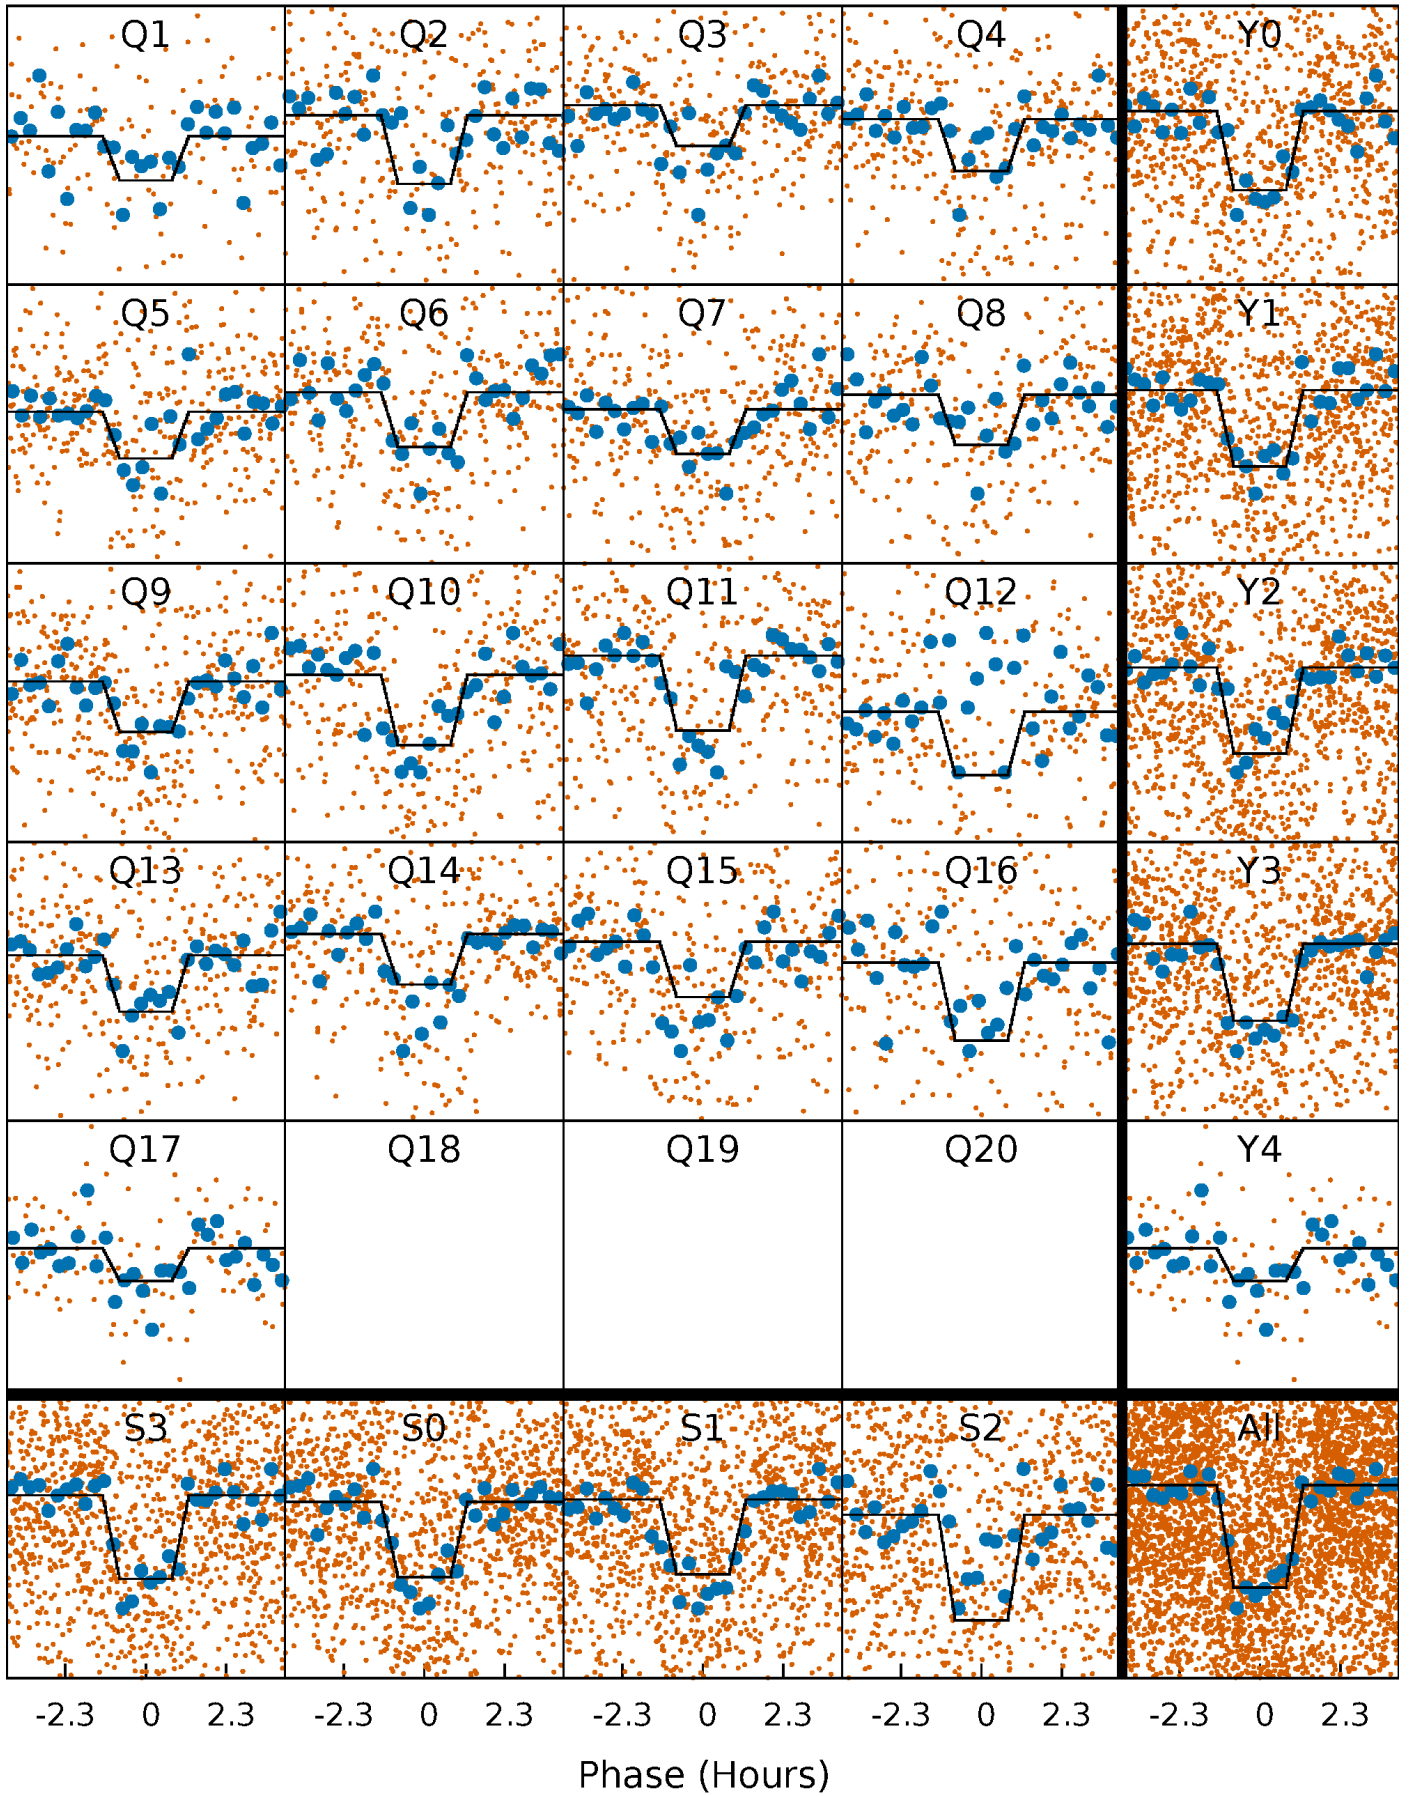 Q1 Q2 Q3 Q4 Y0
Q5 Q6 Q7 Q8 Y1
Q9 Q10 Q11 Q12 Y2
Q13 Q14 Q15 Q16 Y3
Q17 Q18 Q19 Q20 Y4
S3 S0 S1 S2 All
-2.3 0 2.3 -2.3 0 2.3 -2.3 0 2.3 -2.3 0 2.3 -2.3 0 2.3
Phase (Hours)